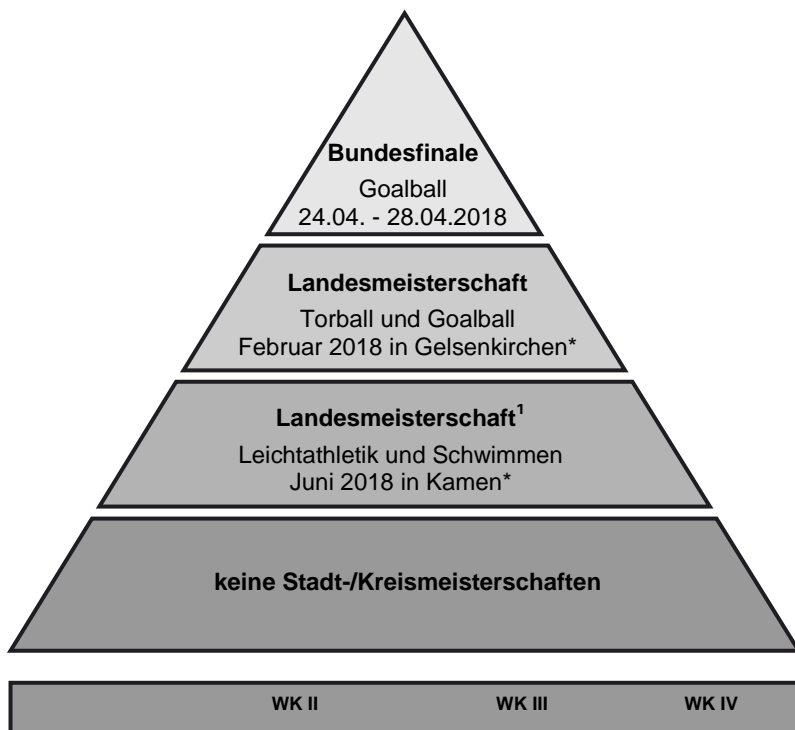 Bundesfinale
Goalball
24.04. - 28.04.2018
Landesmeisterschaft
Torball und Goalball
Februar 2018 in Gelsenkirchen*
Landesmeisterschaft¹
Leichtathletik und Schwimmen
Juni 2018 in Kamen*
keine Stadt-/Kreismeisterschaften
WK II WK III WK IV